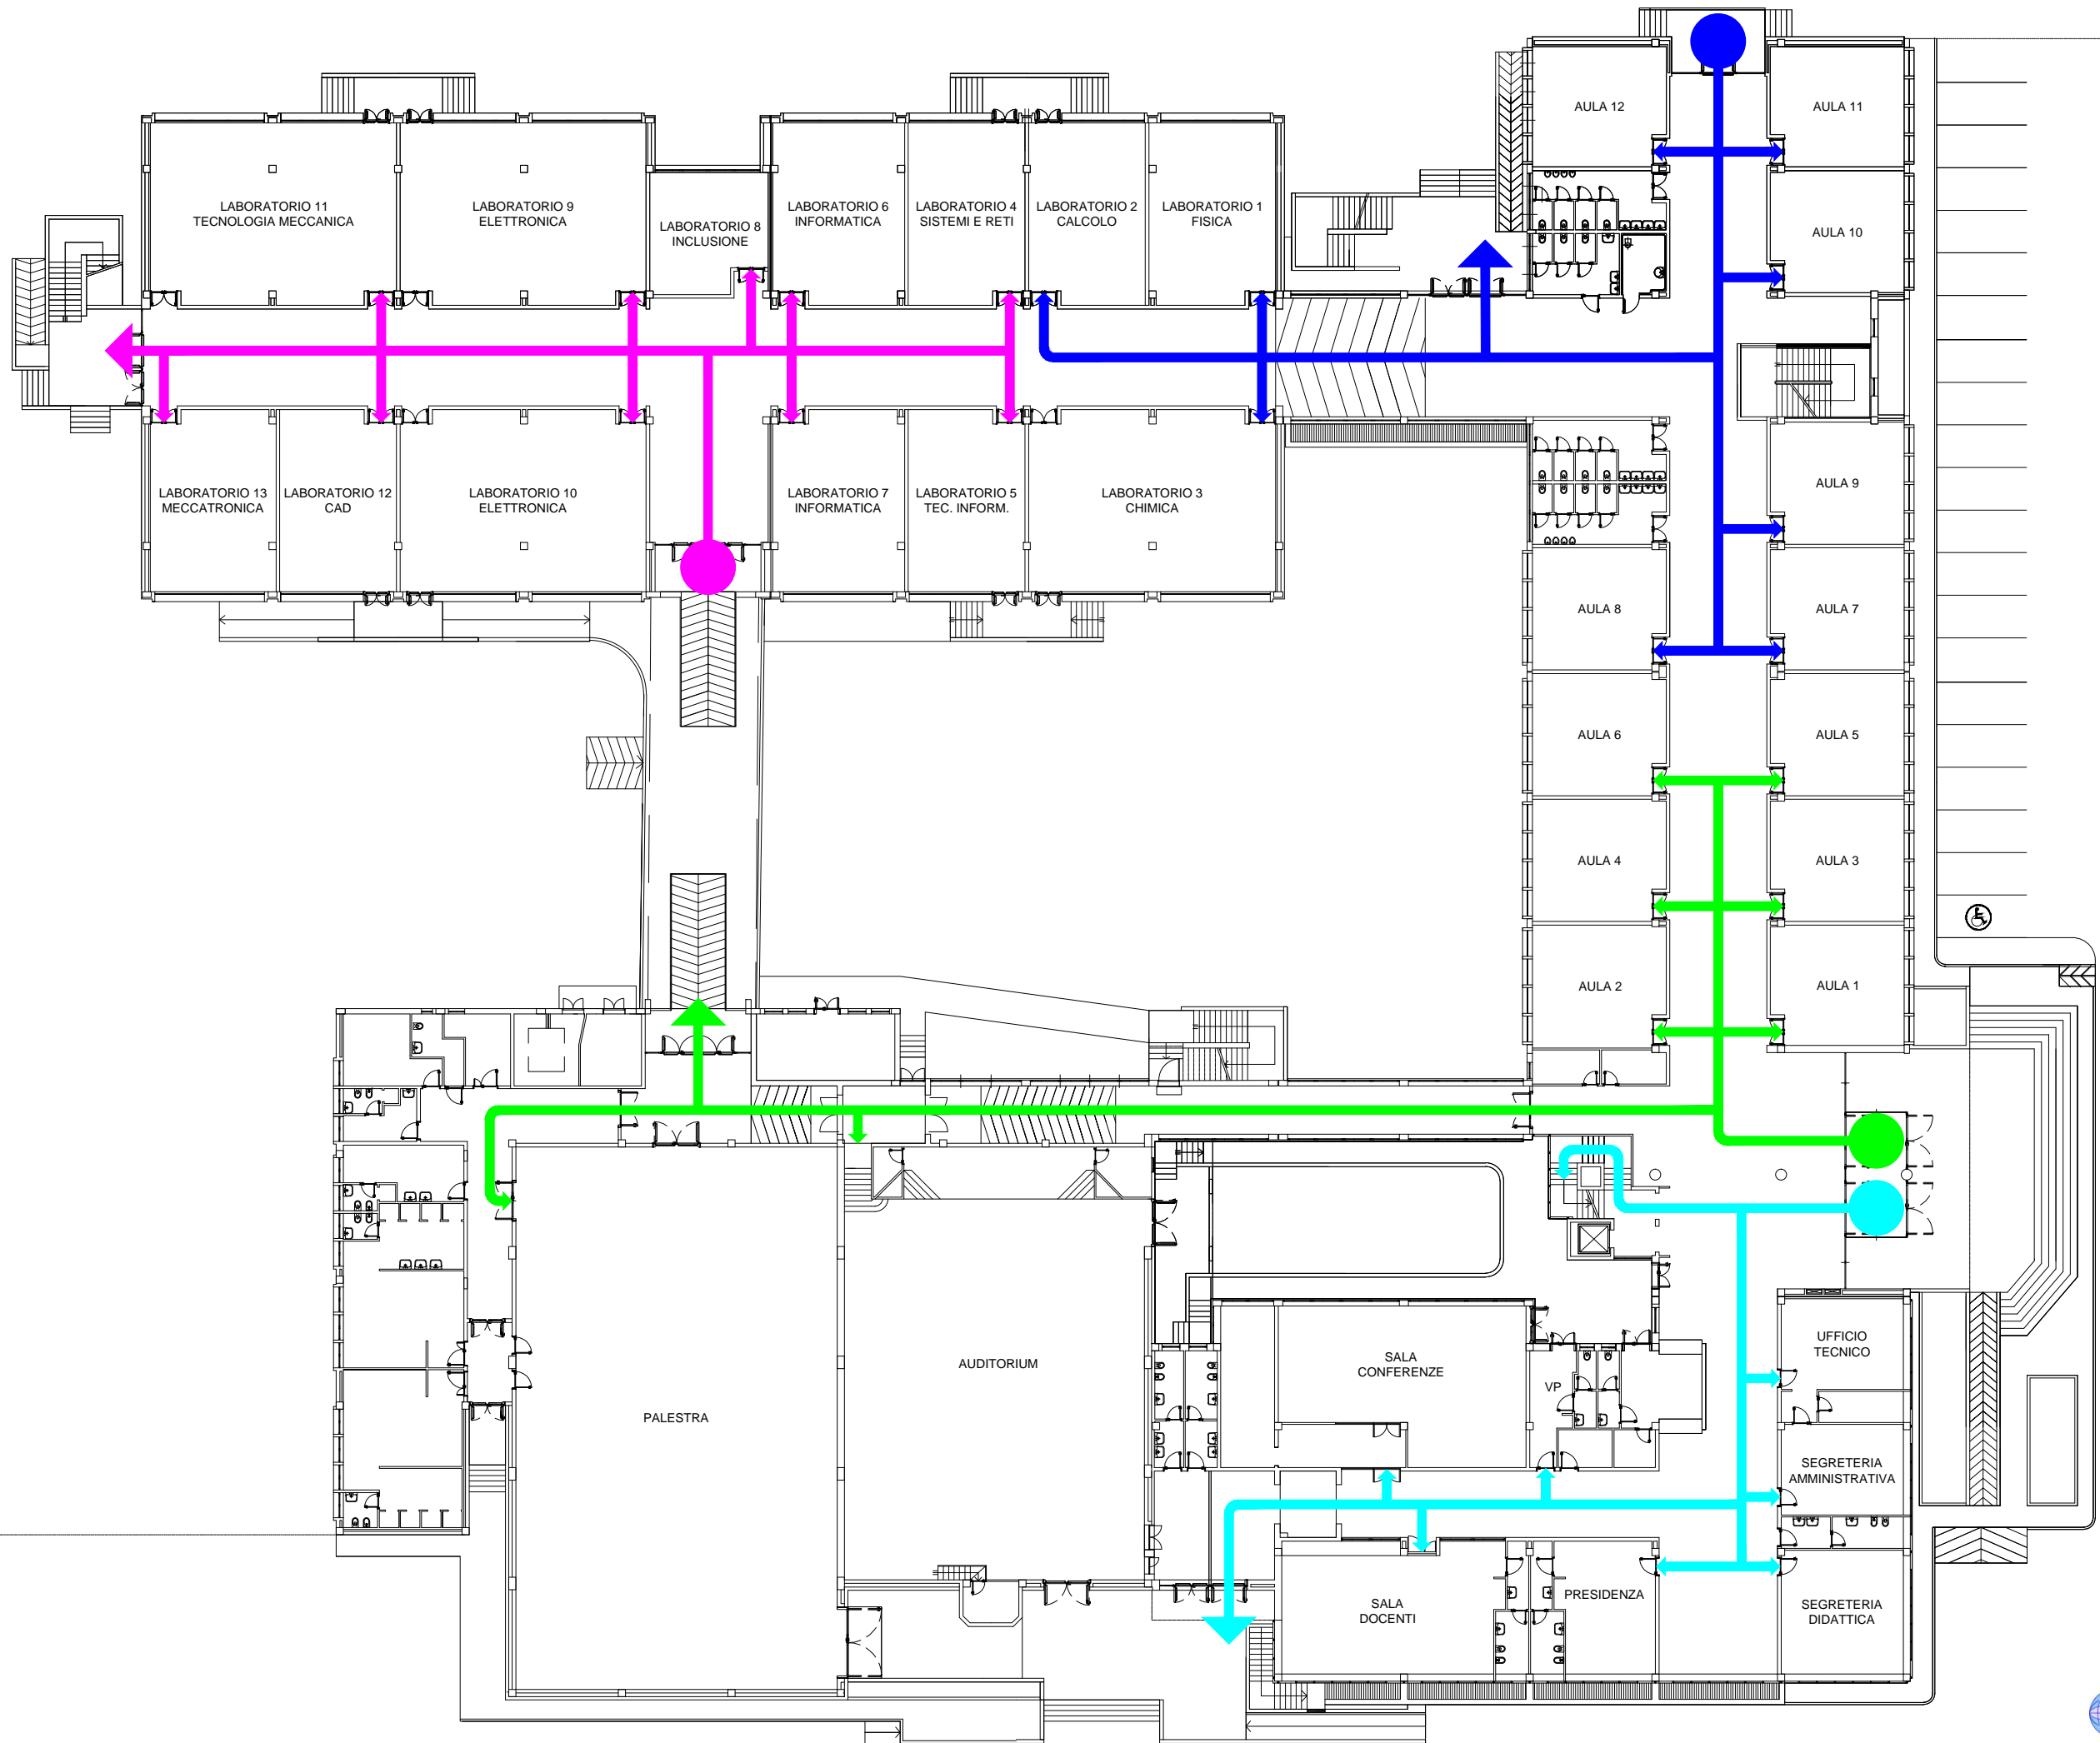 AULA 12
AULA 11
LABORATORIO 11
TECNOLOGIA MECCANICA
LABORATORIO 9
ELETTRONICA
LABORATORIO 8
INCLUSIONE
LABORATORIO 6
INFORMATICA
LABORATORIO 4
SISTEMI E RETI
LABORATORIO 2
CALCOLO
LABORATORIO 1
FISICA
AULA 10
LABORATORIO 13
MECCATRONICA
LABORATORIO 12
CAD
LABORATORIO 10
ELETTRONICA
LABORATORIO 7
INFORMATICA
LABORATORIO 5
TEC. INFORM.
LABORATORIO 3
CHIMICA
AULA 9
AULA 8
AULA 7
AULA 6
AULA 5
AULA 4
AULA 3
AULA 2
AULA 1
PALESTRA
AUDITORIUM
SALA
CONFERENZE
VP
UFFICIO
TECNICO
SEGRETERIA
AMMINISTRATIVA
SALA
DOCENTI
PRESIDENZA
SEGRETERIA
DIDATTICA